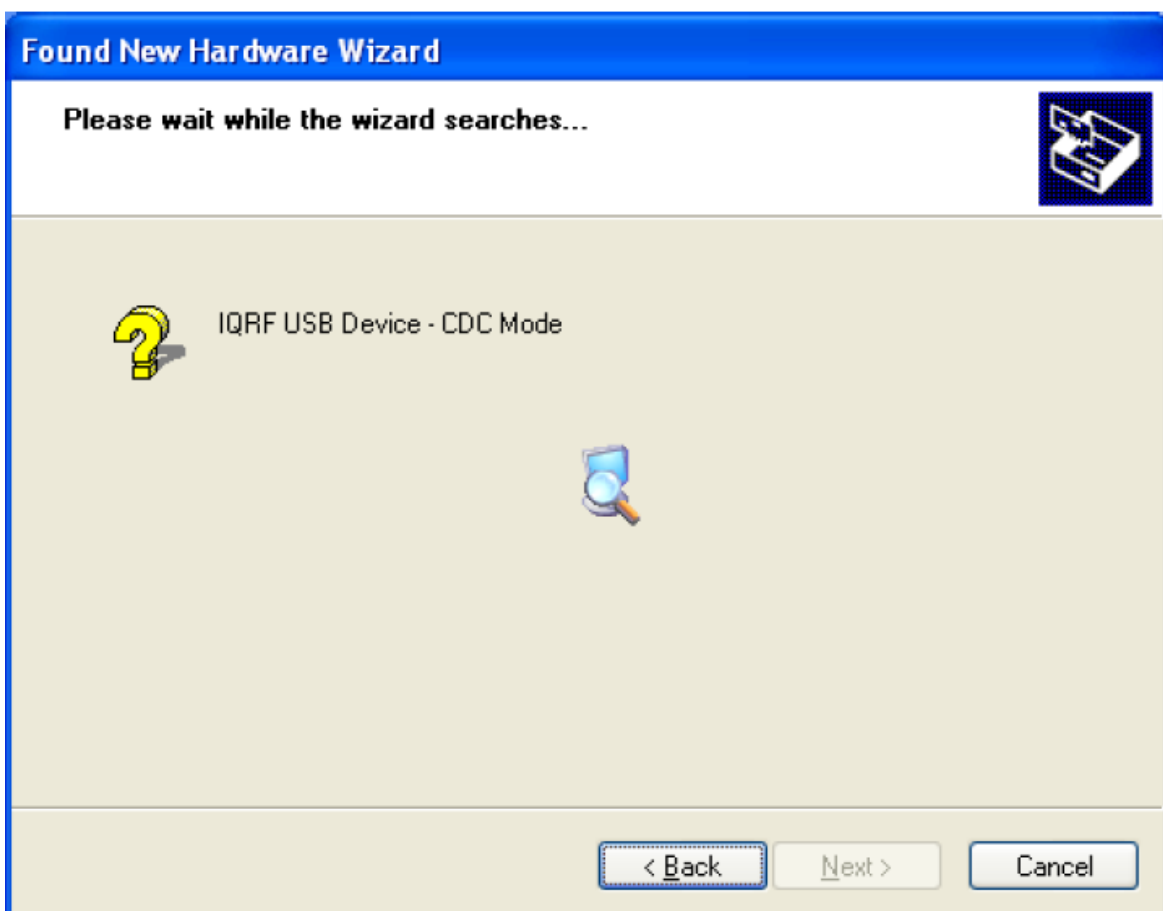 Found New Hardware Wizard
Please wait while the wizard searches...
IQRF USB Device - CDC Mode
< Back
Next >
Cancel